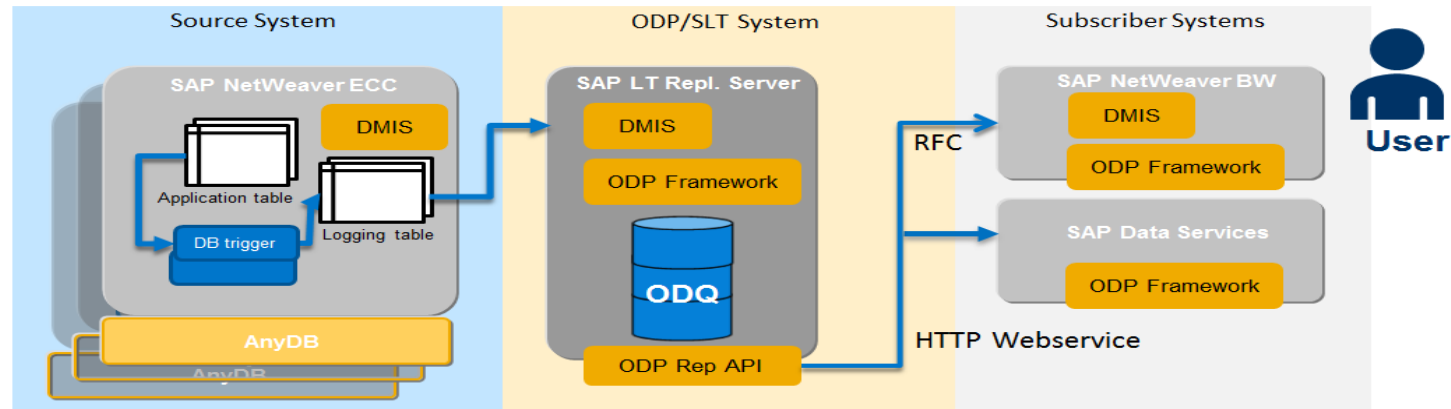 Source System
SAP NetWeaver ECC
DMIS
Application table
Logging table
DB trigger
AnyDB
AnyDB
ODP/SLT System
SAP LT Repl. Server
DMIS
ODP Framework
ODQ
ODP Rep API
Subscriber Systems
RFC
HTTP Webservice
SAP NetWeaver BW
DMIS
ODP Framework
SAP Data Services
ODP Framework
User